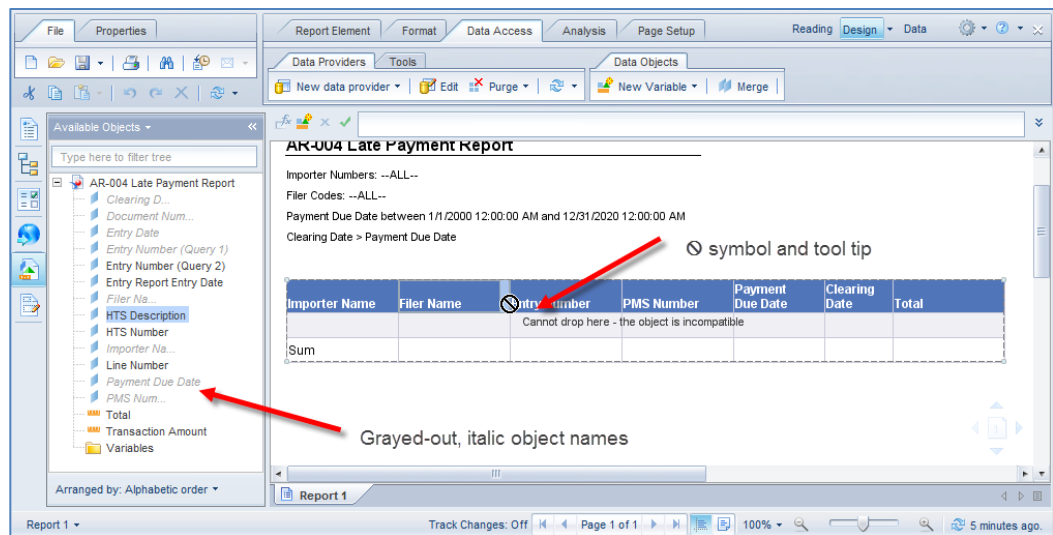 File Properties
Report Element Format Data Access Analysis Page Setup Reading Design Data
Data Providers Tools Data Objects
New data provider Edit Purge New Variable Merge
Available Objects
Type here to filter tree
AR-004 Late Payment Report
Clearing D...
Document Num...
Entry Date
Entry Number (Query 1)
Entry Number (Query 2)
Entry Report Entry Date
Filer Na...
HTS Description
HTS Number
Importer Na...
Line Number
Payment Due Date
PMS Num...
Total
Transaction Amount
Variables
Arranged by: Alphabetic order
AR-004 Late Payment Report
Importer Numbers: --ALL--
Filer Codes: --ALL--
Payment Due Date between 1/1/2000 12:00:00 AM and 12/31/2020 12:00:00 AM
Clearing Date > Payment Due Date
symbol and tool tip
Importer Name Filer Name Entry Number PMS Number Payment Due Date Clearing Date Total
Cannot drop here - the object is incompatible
Sum
Grayed-out, italic object names
1
Report 1
Report 1 Track Changes: Off Page 1 of 1 100% 5 minutes ago.